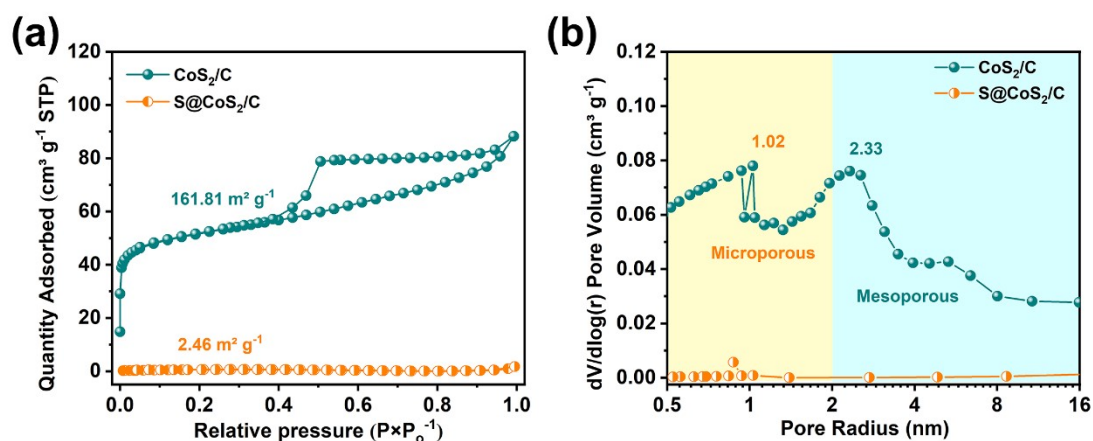 (a)
Quantity Adsorbed (cm³ g⁻¹ STP)
120
100
80
60
40
20
0
CoS₂/C
S@CoS₂/C
161.81 m² g⁻¹
2.46 m² g⁻¹
0.0 0.2 0.4 0.6 0.8 1.0
Relative pressure (P×Pₒ⁻¹)
(b)
dV/dlog(r) Pore Volume (cm³ g⁻¹)
0.12
0.10
0.08
0.06
0.04
0.02
0.00
CoS₂/C
S@CoS₂/C
1.02
2.33
Microporous
Mesoporous
0.5 1 2 4 8 16
Pore Radius (nm)